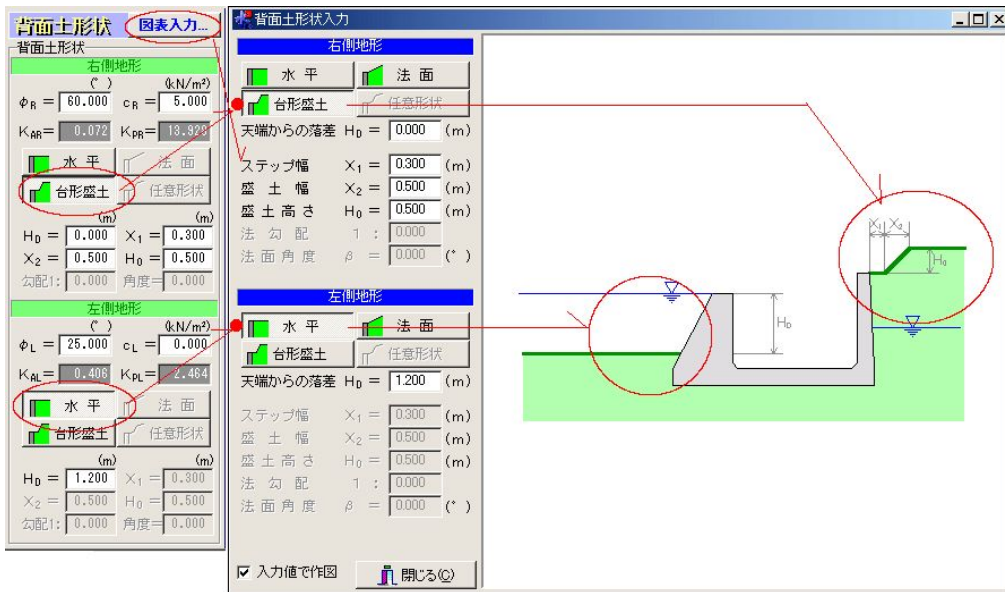 背面土形状 図表入力...
背面土形状
右側地形
(°) (kN/m²)
φR = 60.000 cR = 5.000
KAR= 0.072 KPR= 13.928
水 平 法 面
台形盛土 任意形状
(m) (m)
HD = 0.000 X1 = 0.300
X2 = 0.500 H0 = 0.500
勾配1: 0.000 角度= 0.000
左側地形
(°) (kN/m²)
φL = 25.000 cL = 0.000
KAL= 0.406 KPL= 2.464
水 平 法 面
台形盛土 任意形状
(m) (m)
HD = 1.200 X1 = 0.300
X2 = 0.500 H0 = 0.500
勾配1: 0.000 角度= 0.000
背面土形状入力
右側地形
水 平 法 面
台形盛土 任意形状
天端からの落差 HD = 0.000 (m)
ステップ幅 X1 = 0.300 (m)
盛 土 幅 X2 = 0.500 (m)
盛 土 高 さ H0 = 0.500 (m)
法 勾 配 1 : 0.000
法 面 角 度 β = 0.000 (°)
左側地形
水 平 法 面
台形盛土 任意形状
天端からの落差 HD = 1.200 (m)
ステップ幅 X1 = 0.300 (m)
盛 土 幅 X2 = 0.500 (m)
盛 土 高 さ H0 = 0.500 (m)
法 勾 配 1 : 0.000
法 面 角 度 β = 0.000 (°)
入力値で作図 閉じる(C)
X1 X2
H0
HD